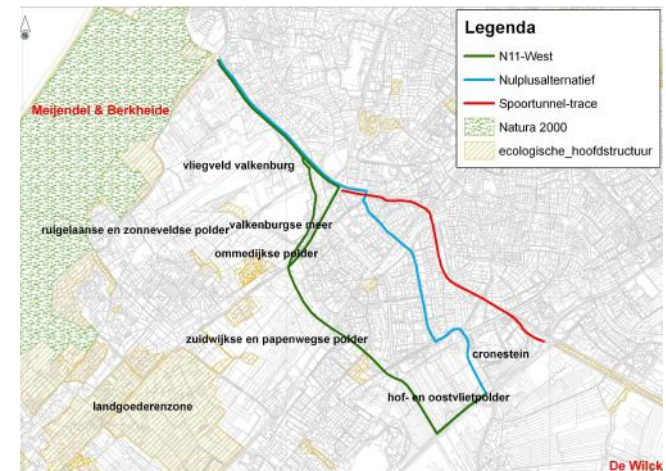 N
Legenda
N11-West
Nulplusalternatief
Spoortunnel-trace
Natura 2000
ecologische_hoofdstructuur
Meijendel & Berkheide
vliegveld valkenburg
ruigelaanse en zonneveldse polder
valkenburgse meer
ommedijkse polder
zuidwijkse en papenwegse polder
cronestein
hof- en oostvlietpolder
landgoederenzone
De Wilck